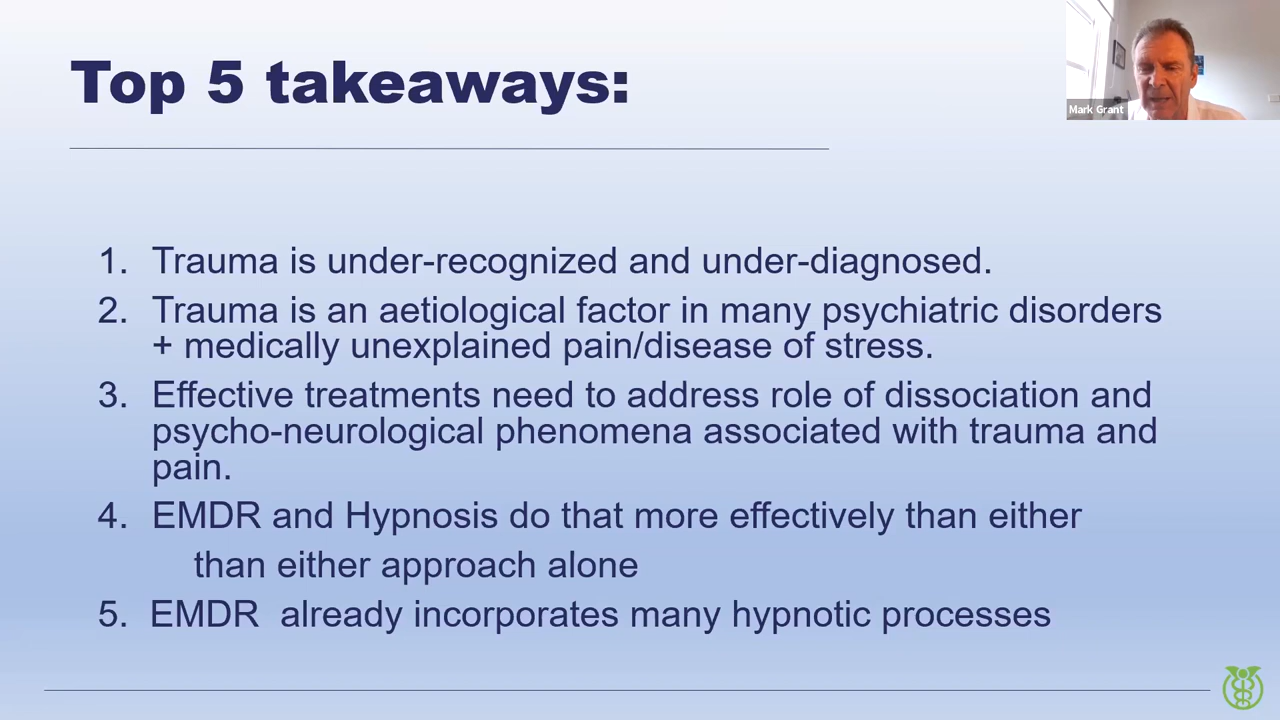 Top 5 takeaways:
Mark Grant
1. Trauma is under-recognized and under-diagnosed.
2. Trauma is an aetiological factor in many psychiatric disorders
+ medically unexplained pain/disease of stress.
3. Effective treatments need to address role of dissociation and
psycho-neurological phenomena associated with trauma and
pain.
4. EMDR and Hypnosis do that more effectively than either
than either approach alone
5. EMDR already incorporates many hypnotic processes